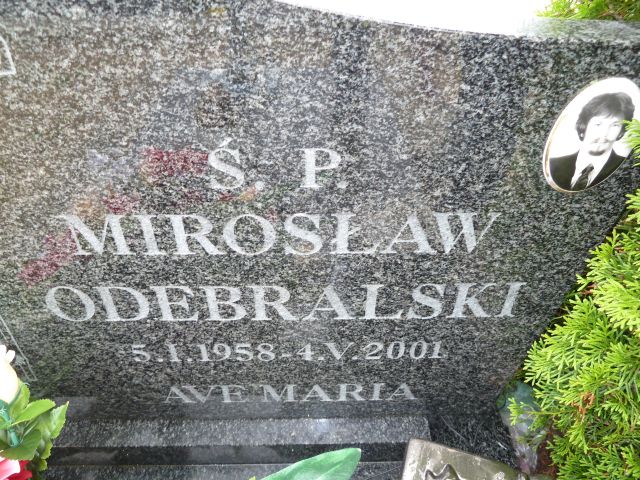 Ś. P.
MIROSŁAW
ODEBRALSKI
5.I.1958-4.V.2001
AVE MARIA